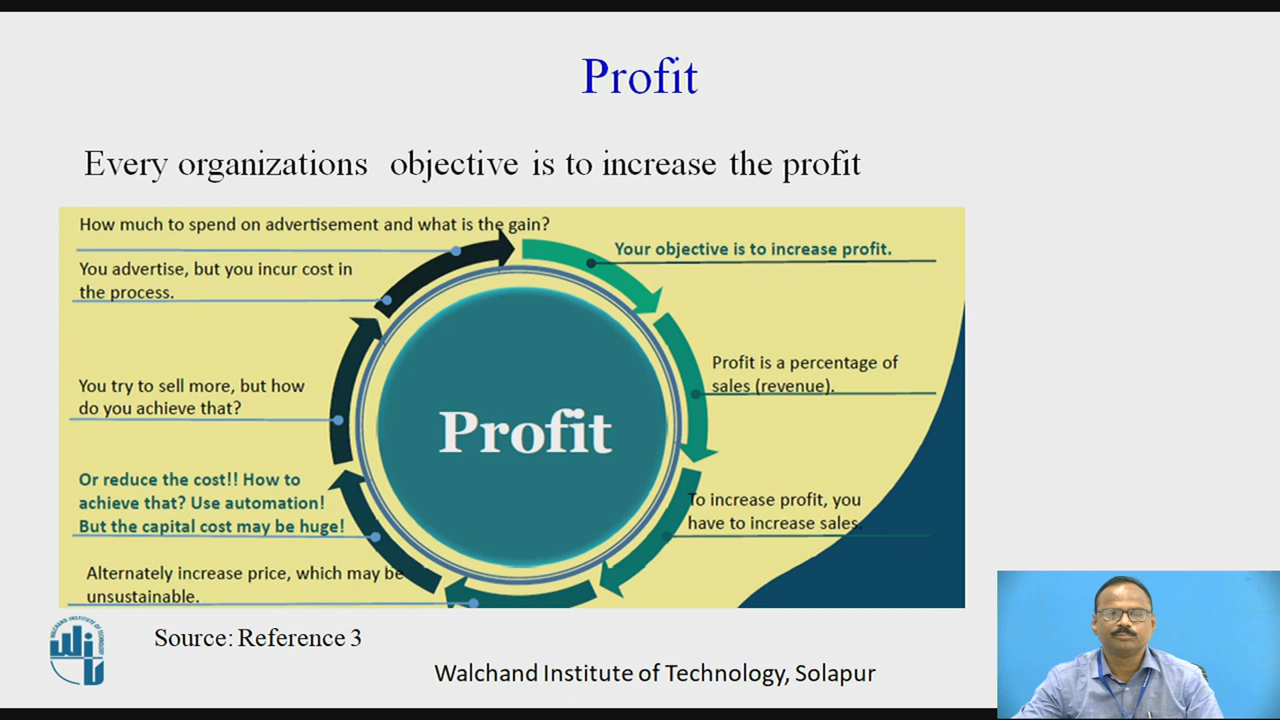 Profit
Every organizations objective is to increase the profit
How much to spend on advertisement and what is the gain?
Your objective is to increase profit.
You advertise, but you incur cost in
the process.
Profit is a percentage of
sales (revenue).
You try to sell more, but how
do you achieve that?
Profit
Or reduce the cost!! How to
achieve that? Use automation!
But the capital cost may be huge!
To increase profit, you
have to increase sales.
Alternately increase price, which may be
unsustainable.
WALCHAND INSTITUTE OF TECHNOLOGY
Source: Reference 3
Walchand Institute of Technology, Solapur